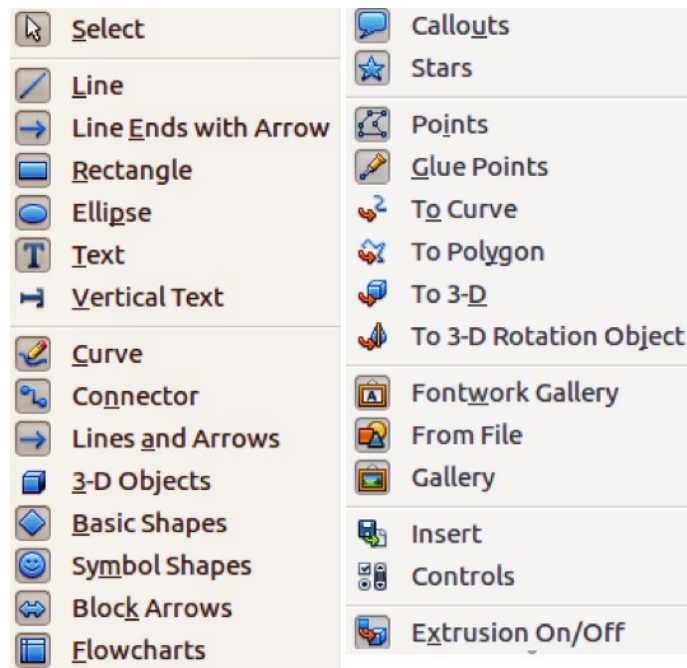 Select
Line
Line Ends with Arrow
Rectangle
Ellipse
Text
Vertical Text
Curve
Connector
Lines and Arrows
3-D Objects
Basic Shapes
Symbol Shapes
Block Arrows
Flowcharts
Callouts
Stars
Points
Glue Points
To Curve
To Polygon
To 3-D
To 3-D Rotation Object
Fontwork Gallery
From File
Gallery
Insert
Controls
Extrusion On/Off